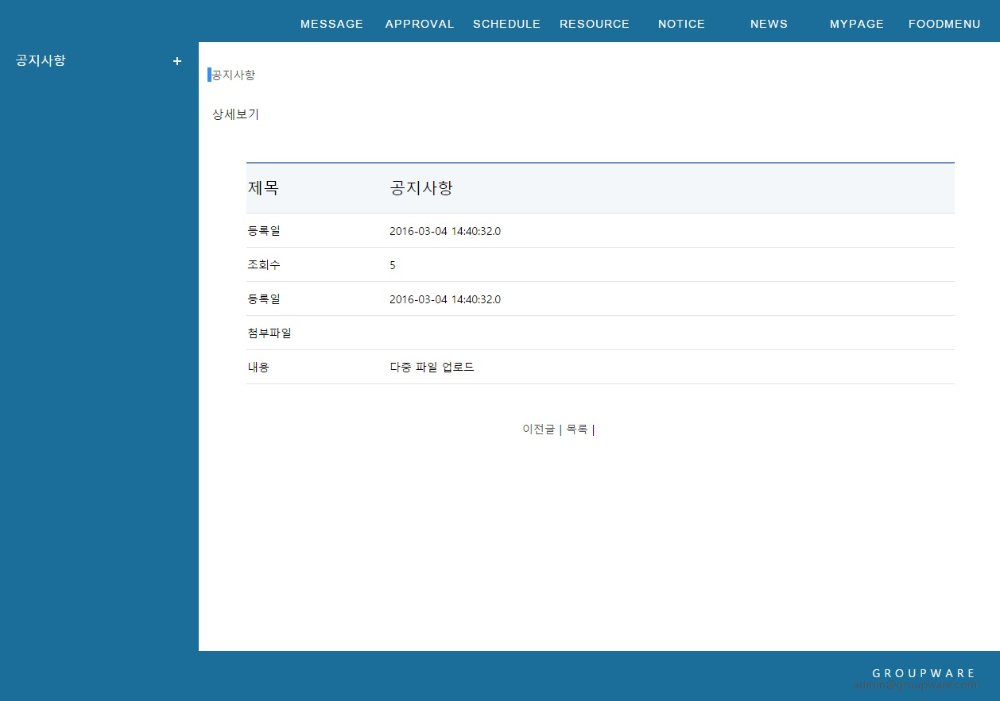 MESSAGE APPROVAL SCHEDULE RESOURCE NOTICE NEWS MYPAGE FOODMENU
공지사항 +
공지사항
상세보기
제목 공지사항
등록일 2016-03-04 14:40:32.0
조회수 5
등록일 2016-03-04 14:40:32.0
첨부파일
내용 다중 파일 업로드
이전글 | 목록 |
GROUPWARE
admin@groupware.com